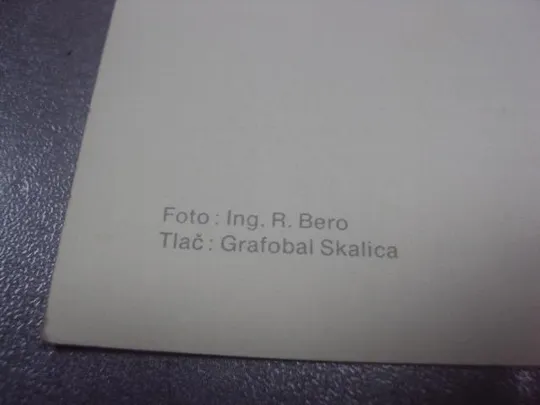 Foto : Ing. R. Bero
Tlač : Grafobal Skalica